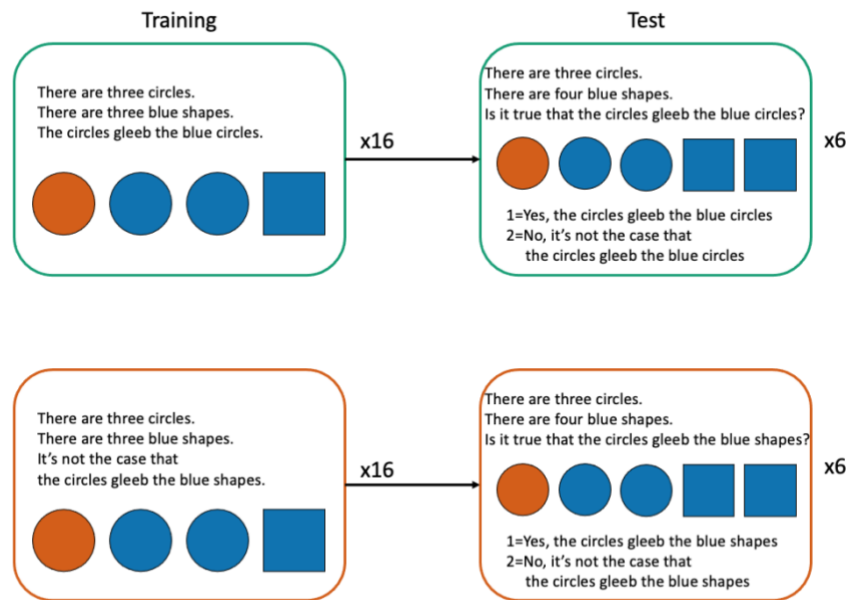 Training
Test
There are three circles.
There are three blue shapes.
The circles gleeb the blue circles.
x16
There are three circles.
There are four blue shapes.
Is it true that the circles gleeb the blue circles?
1=Yes, the circles gleeb the blue circles
2=No, it's not the case that
the circles gleeb the blue circles
x6
There are three circles.
There are three blue shapes.
It's not the case that
the circles gleeb the blue shapes.
x16
There are three circles.
There are four blue shapes.
Is it true that the circles gleeb the blue shapes?
1=Yes, the circles gleeb the blue shapes
2=No, it's not the case that
the circles gleeb the blue shapes
x6